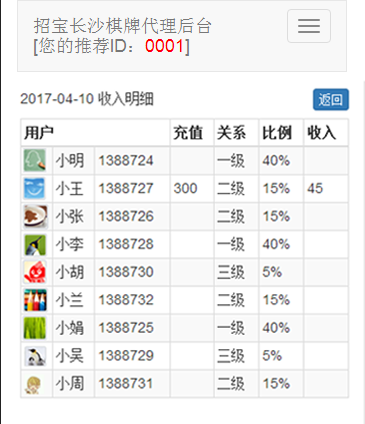 招宝长沙棋牌代理后台
[您的推荐ID：0001]
2017-04-10 收入明细 返回
用户 充值 关系 比例 收入
小明 1388724 一级 40%
小王 1388727 300 二级 15% 45
小张 1388726 二级 15%
小李 1388728 一级 40%
小胡 1388730 三级 5%
小兰 1388732 二级 15%
小娟 1388725 一级 40%
小吴 1388729 三级 5%
小周 1388731 二级 15%